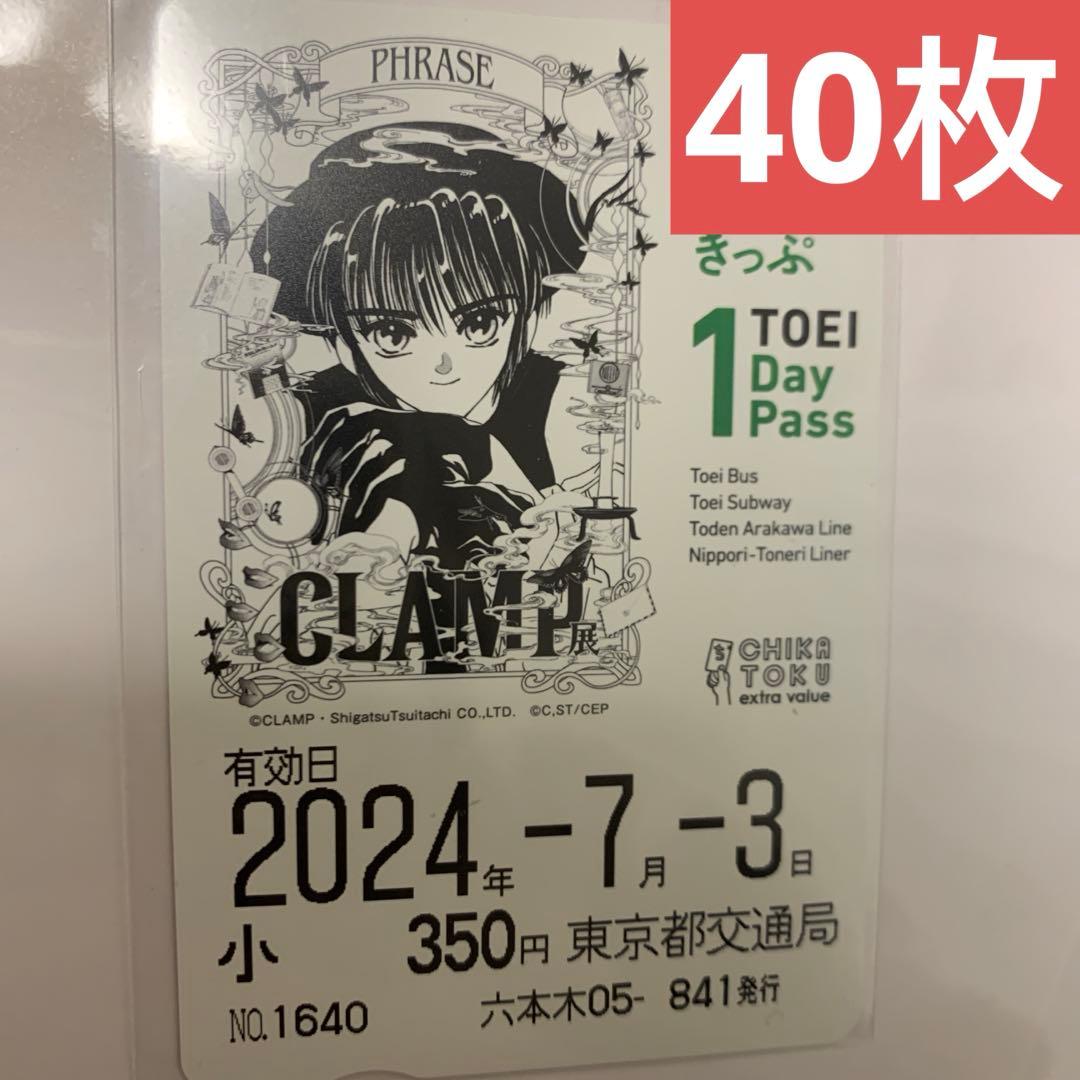 PHRASE
40枚
きっぷ
1 TOEI
Day
Pass
Toei Bus
Toei Subway
Toden Arakawa Line
Nippori-Toneri Liner
CLAMP展
CHIKA
TOKU
extra value
©CLAMP・ShigatsuTsuitachi CO.,LTD. ©C,ST/CEP
有効日
2024年-7月-3日
小 350円 東京都交通局
NO.1640 六本木05- 841発行